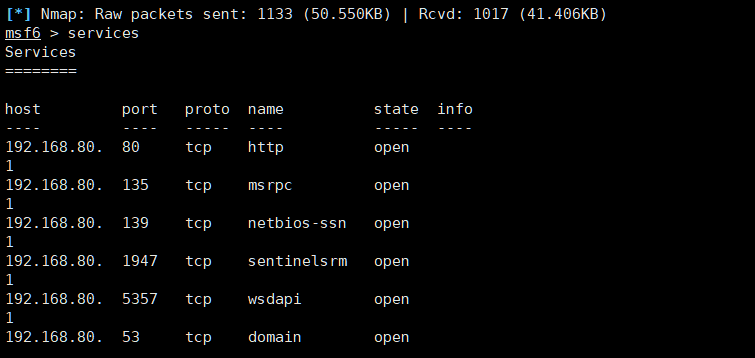 [*] Nmap: Raw packets sent: 1133 (50.550KB) | Rcvd: 1017 (41.406KB)
msf6 > services
Services
========

host         port   proto  name          state  info
----         ----   -----  ----          -----  ----
192.168.80.  80     tcp    http          open
1
192.168.80.  135    tcp    msrpc         open
1
192.168.80.  139    tcp    netbios-ssn   open
1
192.168.80.  1947   tcp    sentinelsrm   open
1
192.168.80.  5357   tcp    wsdapi        open
1
192.168.80.  53     tcp    domain        open